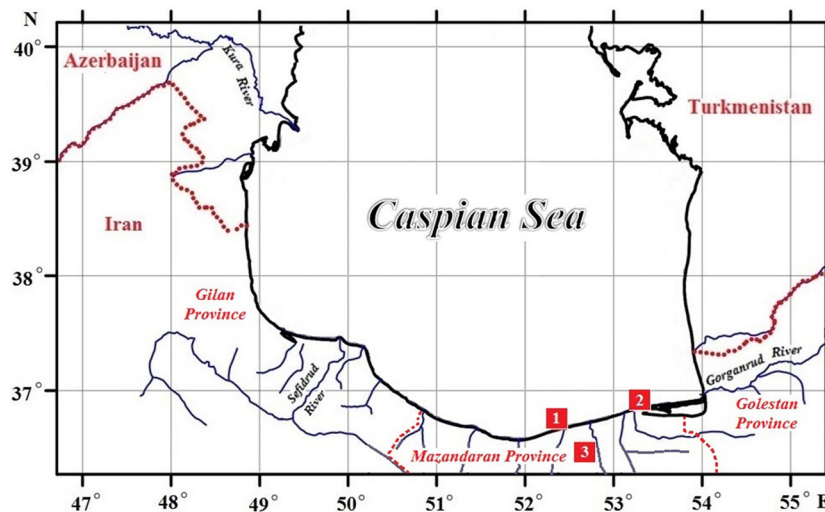 N
40°
Azerbaijan
Kura
River
Turkmenistan
39°
Iran
Caspian Sea
38°
Gilan
Province
37°
Sefidrud
River
Gorganrud River
1
2
Golestan
Province
Mazandaran Province
3
47°
48°
49°
50°
51°
52°
53°
54°
55°
E